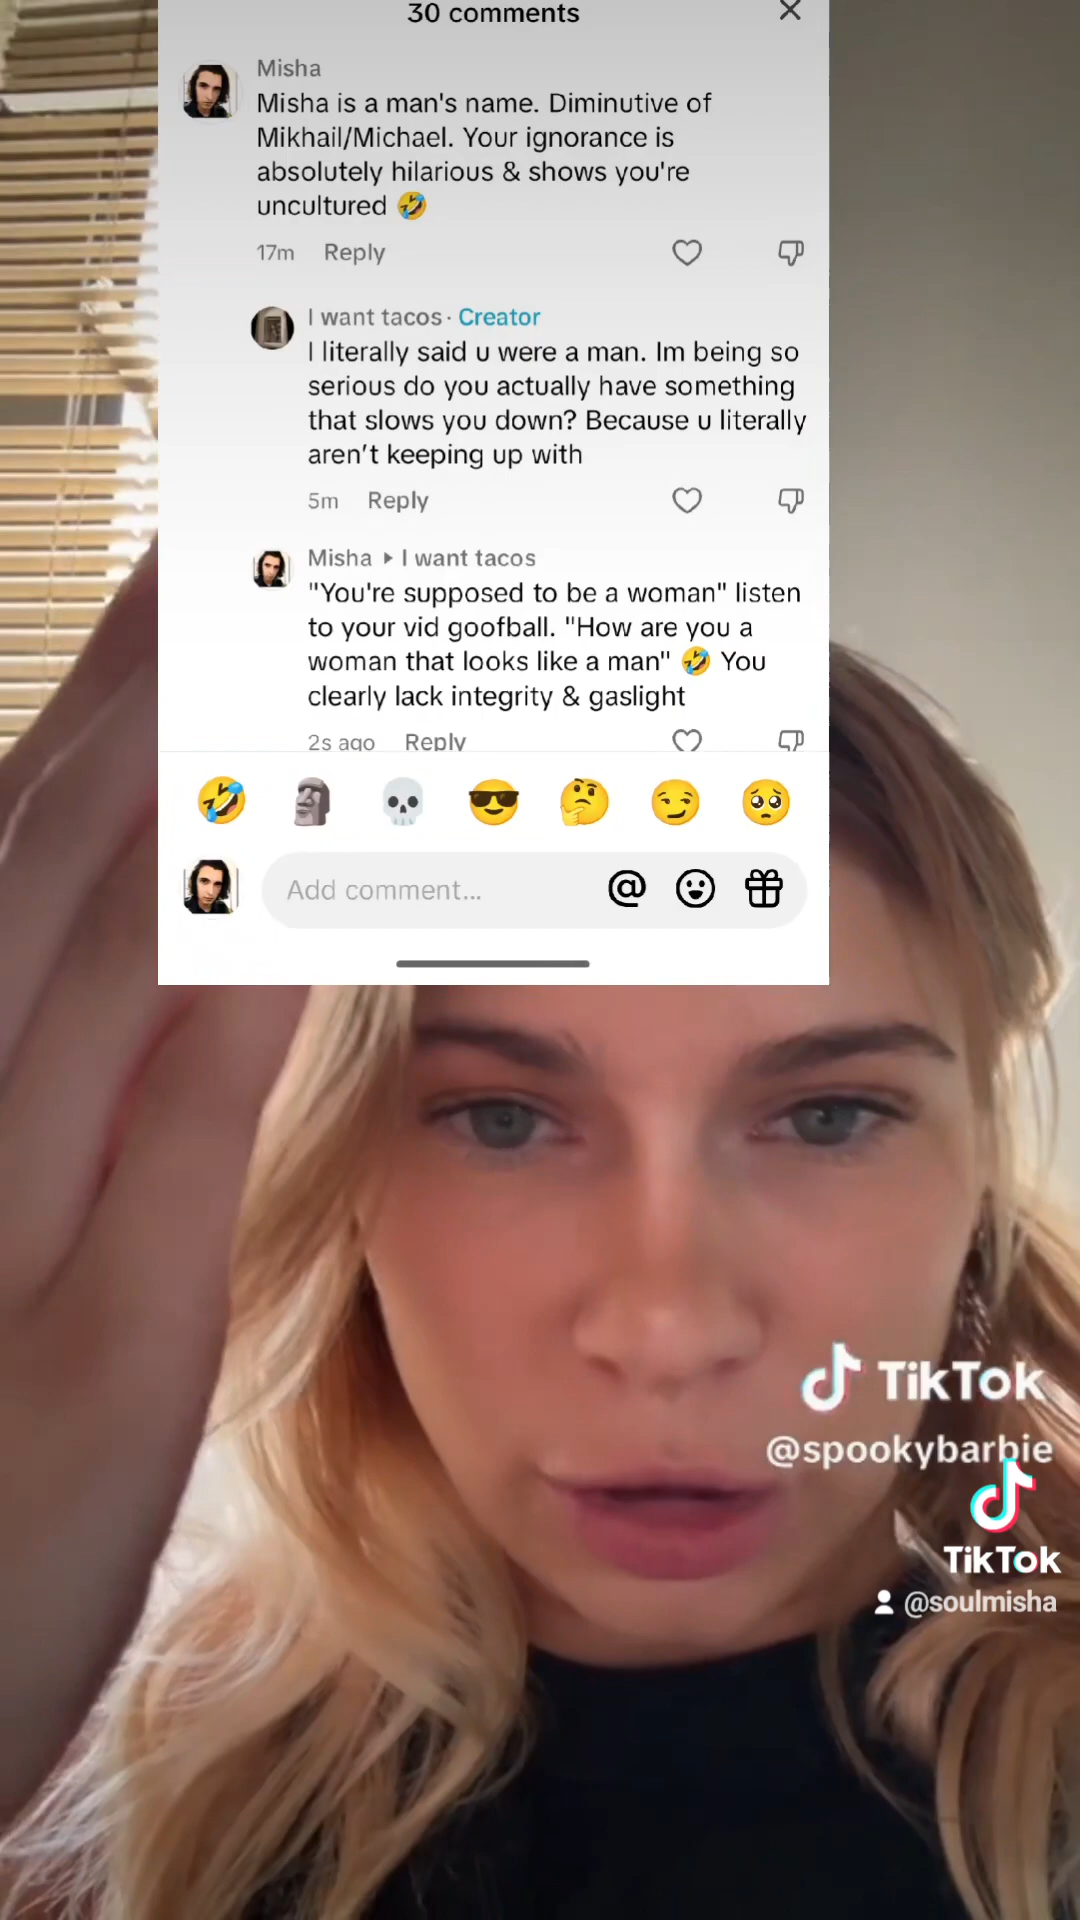 30 comments
Misha
Misha is a man's name. Diminutive of
Mikhail/Michael. Your ignorance is
absolutely hilarious & shows you're
uncultured 🤣
17m Reply
I want tacos · Creator
I literally said u were a man. Im being so
serious do you actually have something
that slows you down? Because u literally
aren't keeping up with
5m Reply
Misha ▸ I want tacos
"You're supposed to be a woman" listen
to your vid goofball. "How are you a
woman that looks like a man" 🤣 You
clearly lack integrity & gaslight
2s ago Reply
Add comment...
TikTok
@spookybarbie
TikTok
@soulmisha